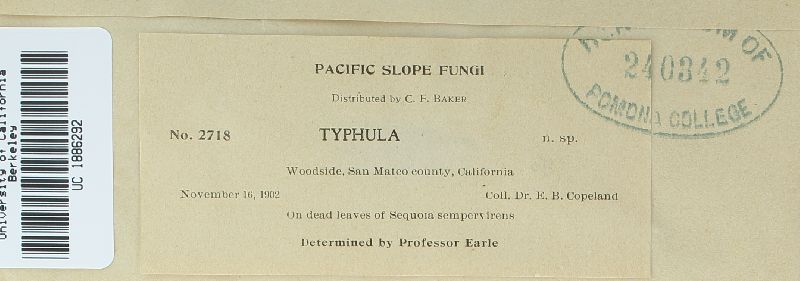 University of California
Berkeley
UC 1886292
PACIFIC SLOPE FUNGI
Distributed by C. F. BAKER
No. 2718 TYPHULA n. sp.
Woodside, San Mateo county, California
November 16, 1902 Coll. Dr. E. B. Copeland
On dead leaves of Sequoia sempervirens
Determined by Professor Earle
OF
240842
POMONA COLLEGE